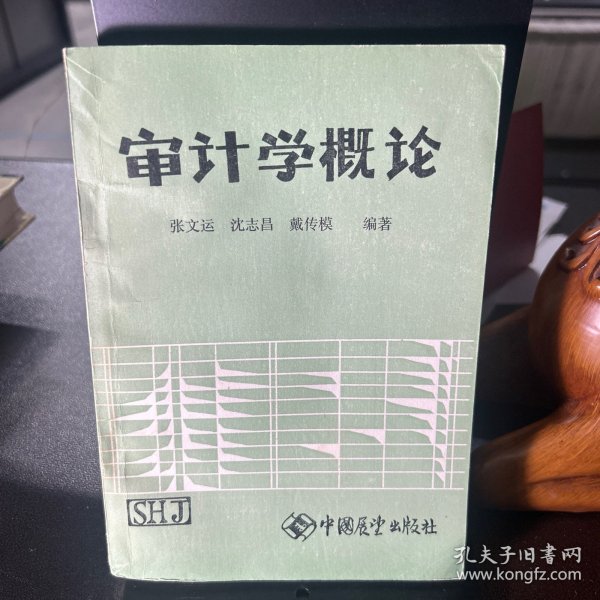 审计学概论
张文运 沈志昌 戴传模 编著
SHJ
中國展望出版社
孔夫子旧书网
www.kongfz.com